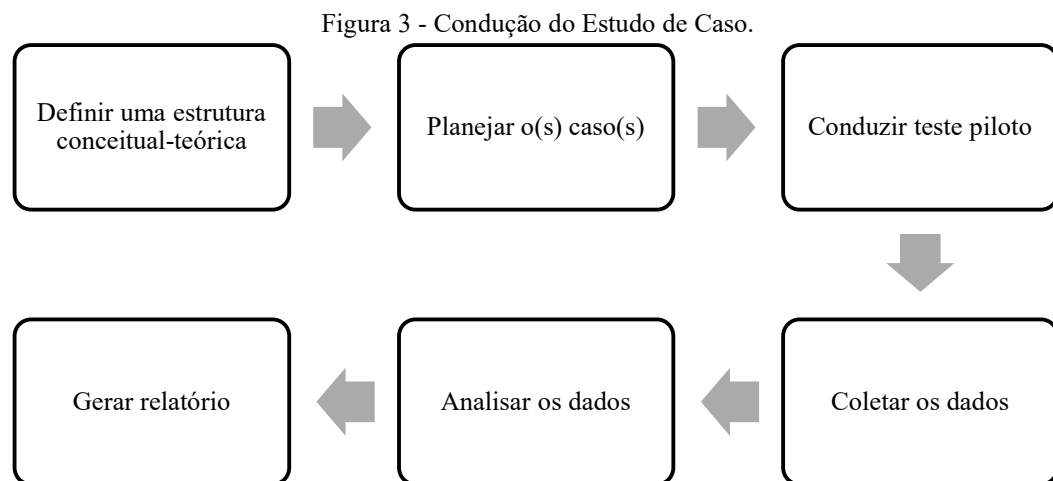 Figura 3 - Condução do Estudo de Caso.
Definir uma estrutura
conceitual-teórica
Planejar o(s) caso(s)
Conduzir teste piloto
Coletar os dados
Analisar os dados
Gerar relatório